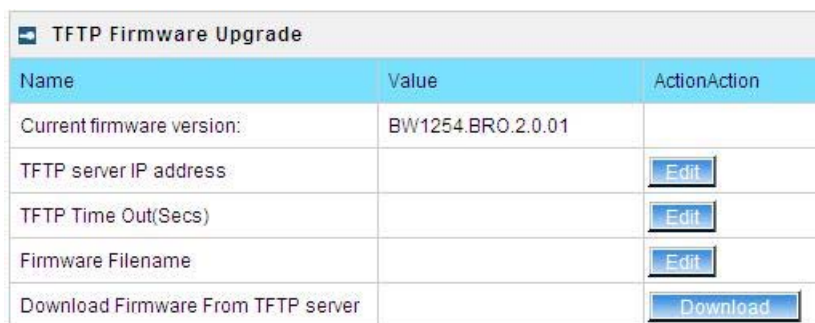 TFTP Firmware Upgrade
Name Value ActionAction
Current firmware version: BW1254.BRO.2.0.01
TFTP server IP address Edit
TFTP Time Out(Secs) Edit
Firmware Filename Edit
Download Firmware From TFTP server Download